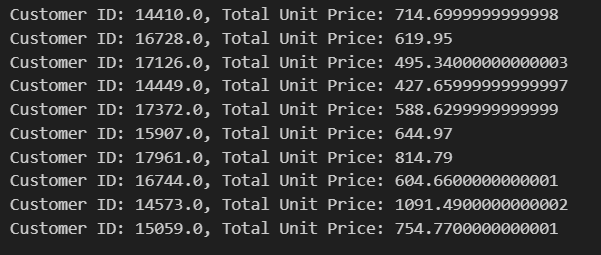 Customer ID: 14410.0, Total Unit Price: 714.6999999999998
Customer ID: 16728.0, Total Unit Price: 619.95
Customer ID: 17126.0, Total Unit Price: 495.34000000000003
Customer ID: 14449.0, Total Unit Price: 427.65999999999997
Customer ID: 17372.0, Total Unit Price: 588.6299999999999
Customer ID: 15907.0, Total Unit Price: 644.97
Customer ID: 17961.0, Total Unit Price: 814.79
Customer ID: 16744.0, Total Unit Price: 604.6600000000001
Customer ID: 14573.0, Total Unit Price: 1091.4900000000002
Customer ID: 15059.0, Total Unit Price: 754.7700000000001